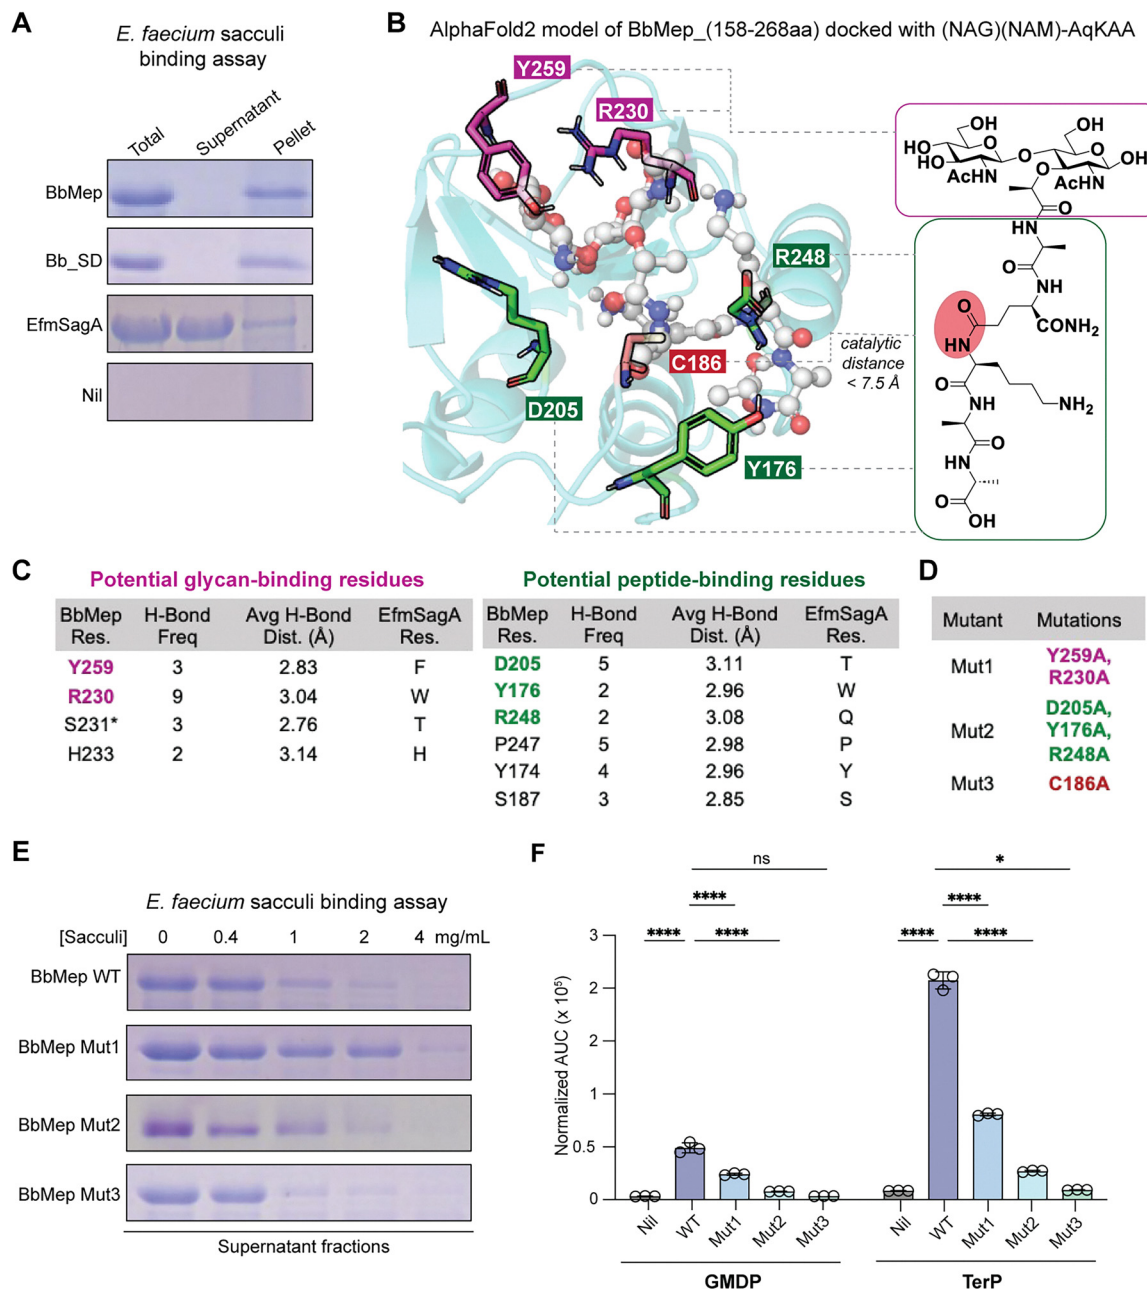 A
E. faecium sacculi
binding assay
Total
Supernatant
Pellet
BbMep
Bb_SD
EfmSagA
Nil
B
AlphaFold2 model of BbMep_(158-268aa) docked with (NAG)(NAM)-AqKAA
Y259
R230
R248
C186
D205
Y176
catalytic
distance
< 7.5 Å
OH
OH
HO
O
O
HO
O
HO
O
OH
AcHN
O
AcHN
O
HN
O
NH
O
CONH2
HN
NH2
O
NH
O
HN
O
OH
C
Potential glycan-binding residues
BbMep Res. H-Bond Freq Avg H-Bond Dist. (Å) EfmSagA Res.
Y259 3 2.83 F
R230 9 3.04 W
S231* 3 2.76 T
H233 2 3.14 H
Potential peptide-binding residues
BbMep Res. H-Bond Freq Avg H-Bond Dist. (Å) EfmSagA Res.
D205 5 3.11 T
Y176 2 2.96 W
R248 2 3.08 Q
P247 5 2.98 P
Y174 4 2.96 Y
S187 3 2.85 S
D
Mutant Mutations
Mut1 Y259A, R230A
Mut2 D205A, Y176A, R248A
Mut3 C186A
E
E. faecium sacculi binding assay
[Sacculi] 0 0.4 1 2 4 mg/mL
BbMep WT
BbMep Mut1
BbMep Mut2
BbMep Mut3
Supernatant fractions
F
ns
****
**** ****
*
****
**** ****
Normalized AUC (x 10⁵)
3
2
2
1
0.5
0
Nil WT Mut1 Mut2 Mut3
Nil WT Mut1 Mut2 Mut3
GMDP
TerP